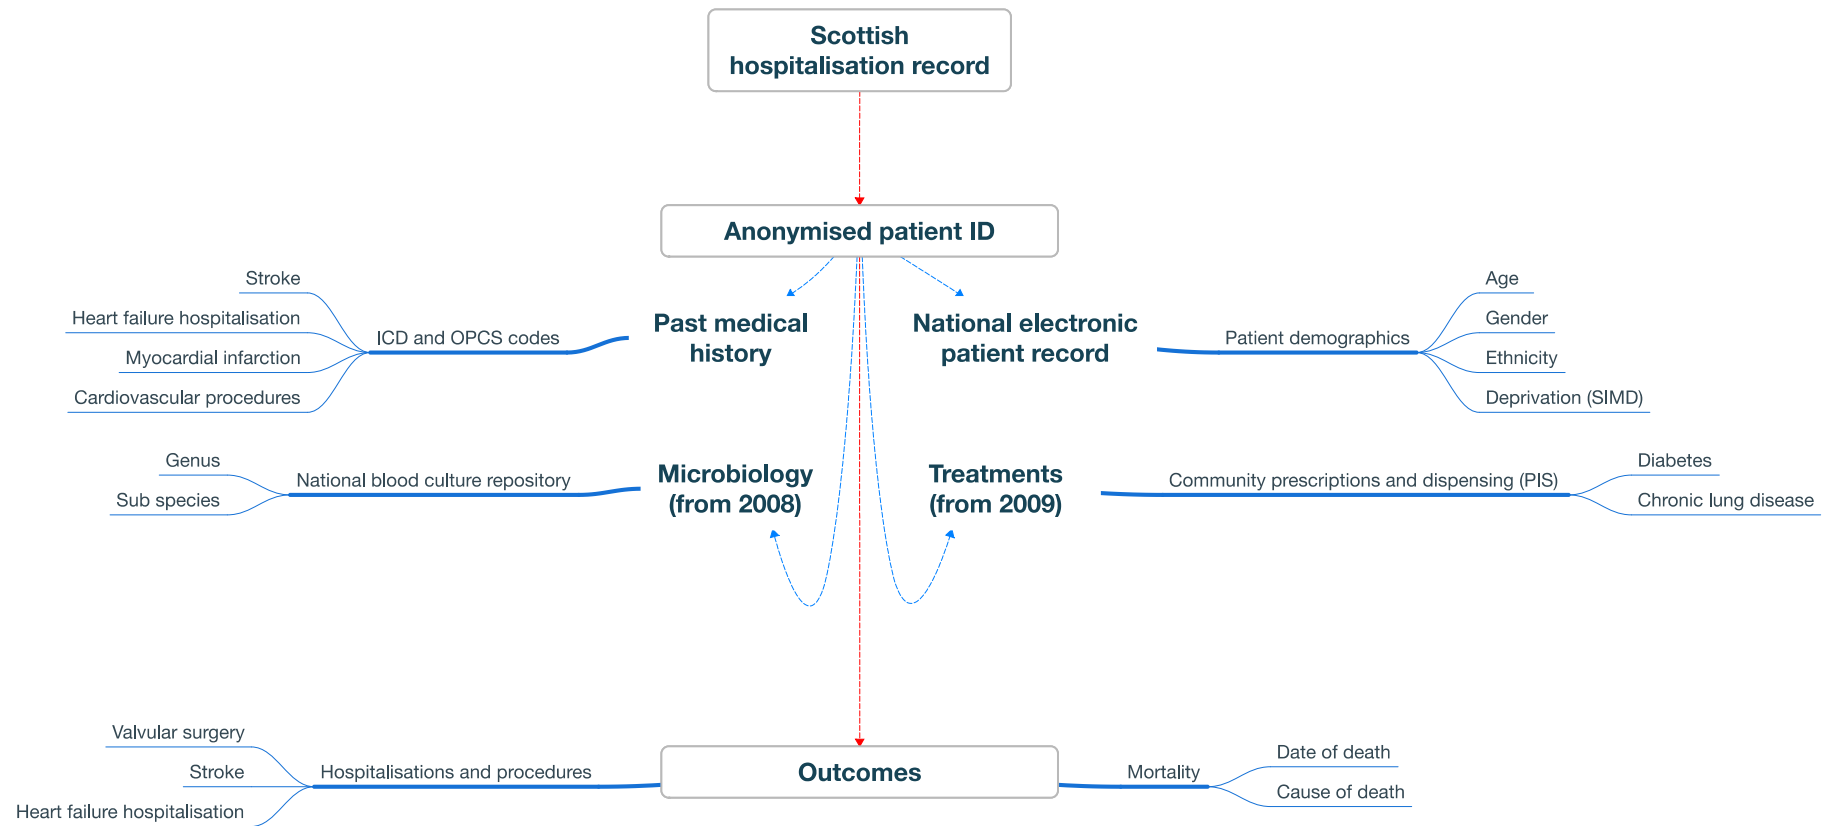 Scottish
hospitalisation record
Anonymised patient ID
Stroke
Heart failure hospitalisation
Myocardial infarction
Cardiovascular procedures
ICD and OPCS codes
Past medical
history
National electronic
patient record
Patient demographics
Age
Gender
Ethnicity
Deprivation (SIMD)
Genus
Sub species
National blood culture repository
Microbiology
(from 2008)
Treatments
(from 2009)
Community prescriptions and dispensing (PIS)
Diabetes
Chronic lung disease
Valvular surgery
Stroke
Heart failure hospitalisation
Hospitalisations and procedures
Outcomes
Mortality
Date of death
Cause of death